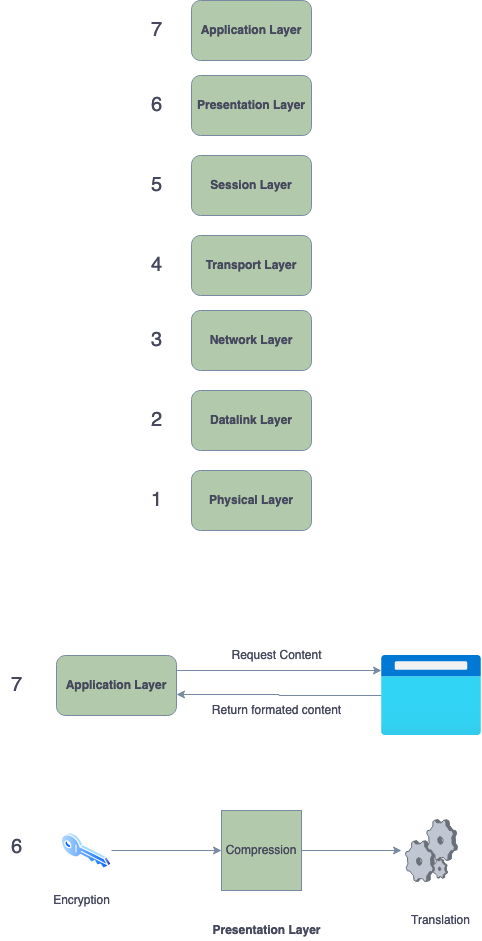 7
Application Layer
6
Presentation Layer
5
Session Layer
4
Transport Layer
3
Network Layer
2
Datalink Layer
1
Physical Layer
Request Content
7
Application Layer
Return formated content
6
Compression
Encryption
Translation
Presentation Layer